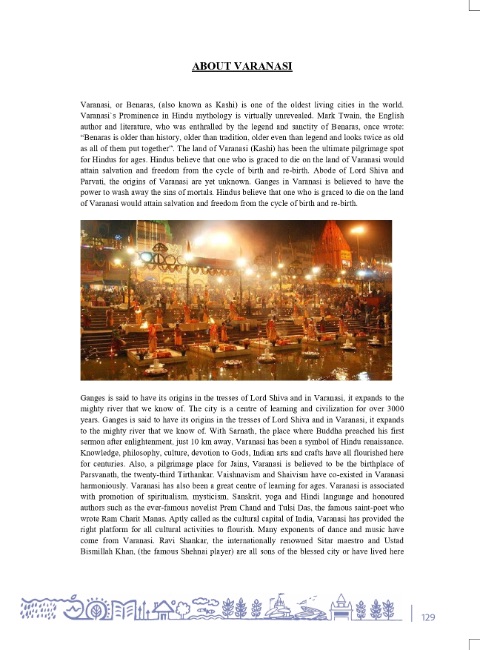 ABOUT VARANASI
Varanasi, or Benaras, (also known as Kashi) is one of the oldest living cities in the world.
Varanasi`s Prominence in Hindu mythology is virtually unrevealed. Mark Twain, the English
author and literature, who was enthralled by the legend and sanctity of Benaras, once wrote:
“Benaras is older than history, older than tradition, older even than legend and looks twice as old
as all of them put together”. The land of Varanasi (Kashi) has been the ultimate pilgrimage spot
for Hindus for ages. Hindus believe that one who is graced to die on the land of Varanasi would
attain salvation and freedom from the cycle of birth and re-birth. Abode of Lord Shiva and
Parvati, the origins of Varanasi are yet unknown. Ganges in Varanasi is believed to have the
power to wash away the sins of mortals. Hindus believe that one who is graced to die on the land
of Varanasi would attain salvation and freedom from the cycle of birth and re-birth.
Ganges is said to have its origins in the tresses of Lord Shiva and in Varanasi, it expands to the
mighty river that we know of. The city is a centre of learning and civilization for over 3000
years. Ganges is said to have its origins in the tresses of Lord Shiva and in Varanasi, it expands
to the mighty river that we know of. With Sarnath, the place where Buddha preached his first
sermon after enlightenment, just 10 km away, Varanasi has been a symbol of Hindu renaissance.
Knowledge, philosophy, culture, devotion to Gods, Indian arts and crafts have all flourished here
for centuries. Also, a pilgrimage place for Jains, Varanasi is believed to be the birthplace of
Parsvanath, the twenty-third Tirthankar. Vaishnavism and Shaivism have co-existed in Varanasi
harmoniously. Varanasi has also been a great centre of learning for ages. Varanasi is associated
with promotion of spiritualism, mysticism, Sanskrit, yoga and Hindi language and honoured
authors such as the ever-famous novelist Prem Chand and Tulsi Das, the famous saint-poet who
wrote Ram Charit Manas. Aptly called as the cultural capital of India, Varanasi has provided the
right platform for all cultural activities to flourish. Many exponents of dance and music have
come from Varanasi. Ravi Shankar, the internationally renowned Sitar maestro and Ustad
Bismillah Khan, (the famous Shehnai player) are all sons of the blessed city or have lived here
129